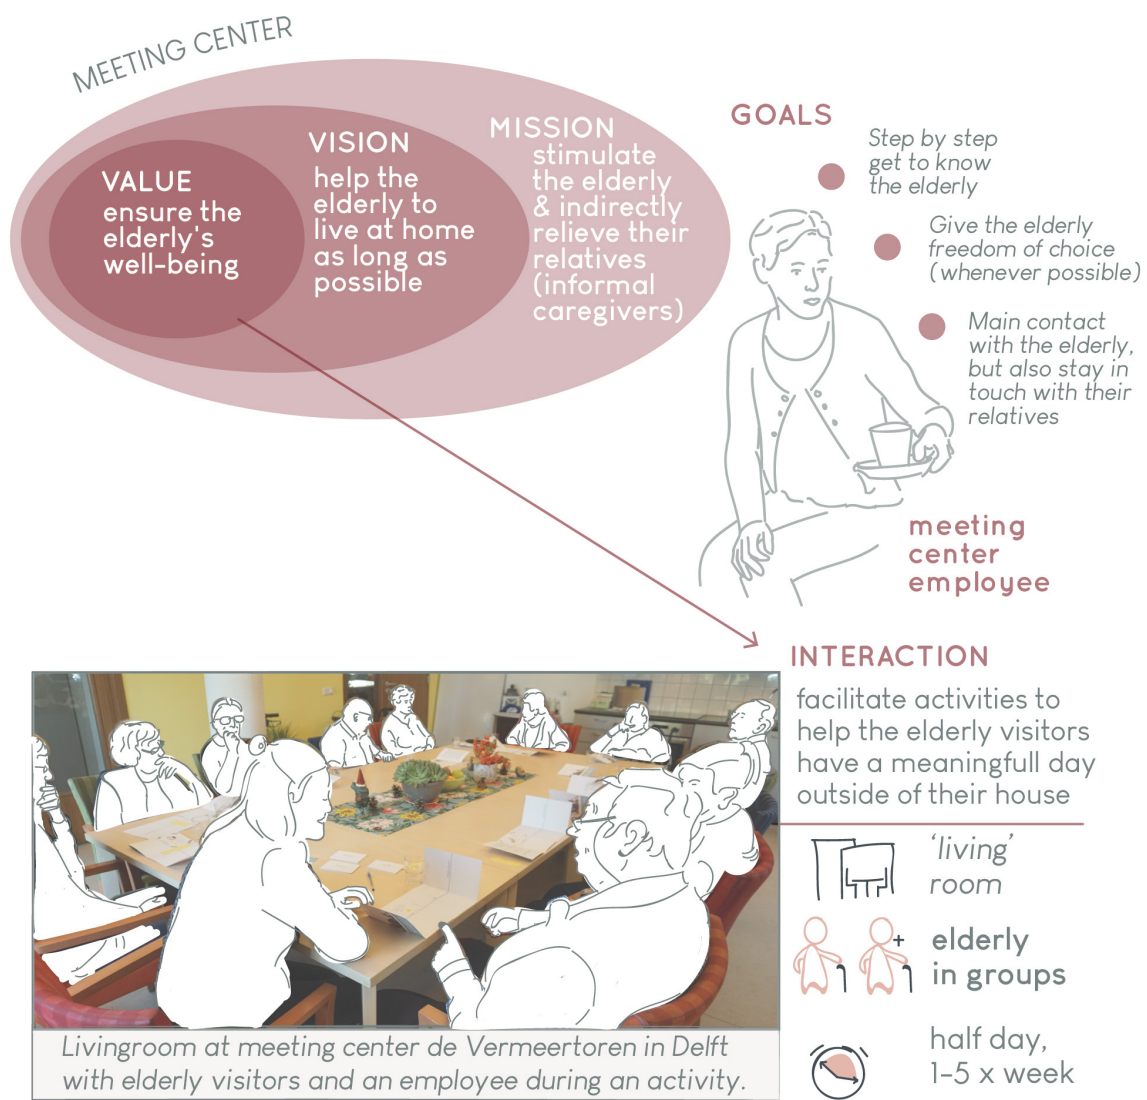 MEETING CENTER
VALUE
ensure the
elderly's
well-being
VISION
help the
elderly to
live at home
as long as
possible
MISSION
stimulate
the elderly
& indirectly
relieve their
relatives
(informal
caregivers)
GOALS
Step by step
get to know
the elderly
Give the elderly
freedom of choice
(whenever possible)
Main contact
with the elderly,
but also stay in
touch with their
relatives
meeting
center
employee
INTERACTION
facilitate activities to
help the elderly visitors
have a meaningfull day
outside of their house
'living'
room
elderly
in groups
half day,
1-5 x week
Livingroom at meeting center de Vermeertoren in Delft
with elderly visitors and an employee during an activity.